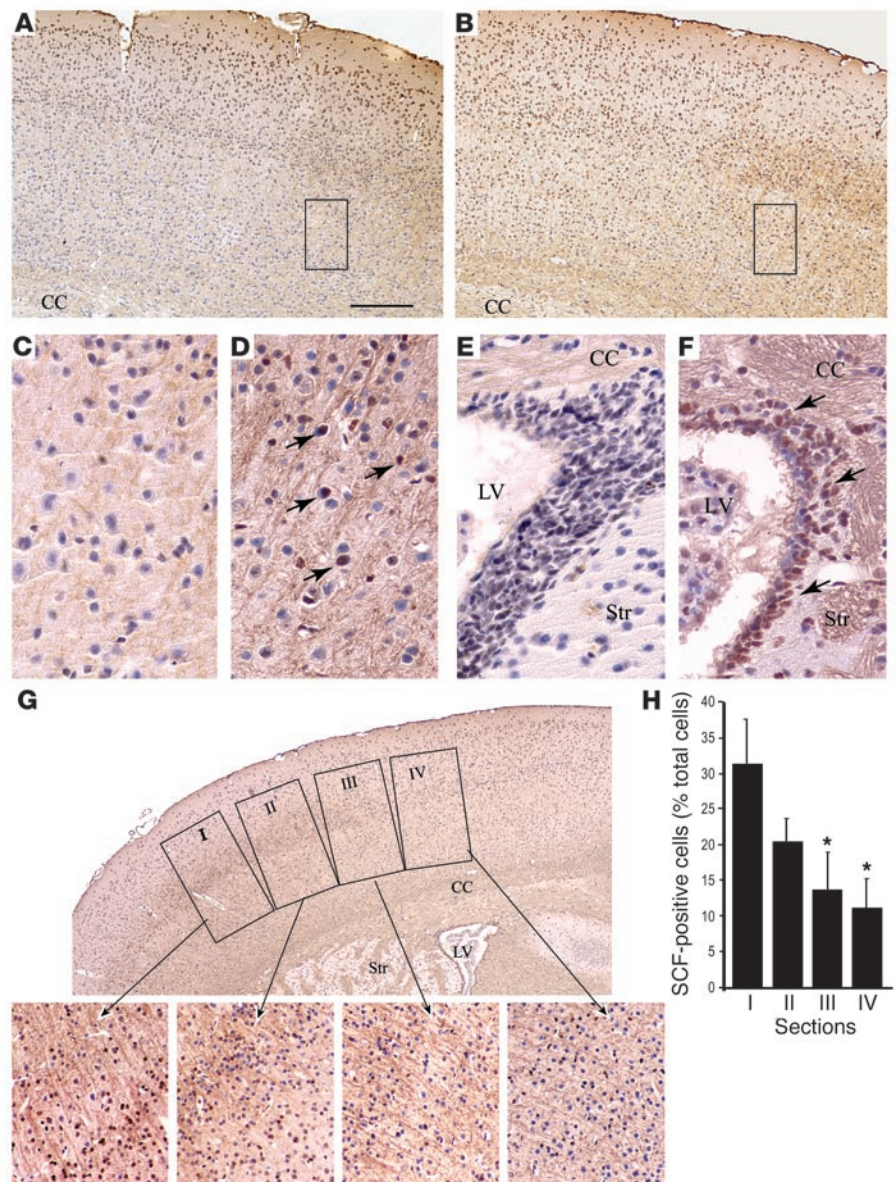 A
B
CC
CC
C
D
E
F
CC
LV
Str
CC
LV
Str
G
I
II
III
IV
CC
LV
Str
H
SCF-positive cells (% total cells)
40
35
30
25
20
15
10
5
0
*
*
I II III IV
Sections